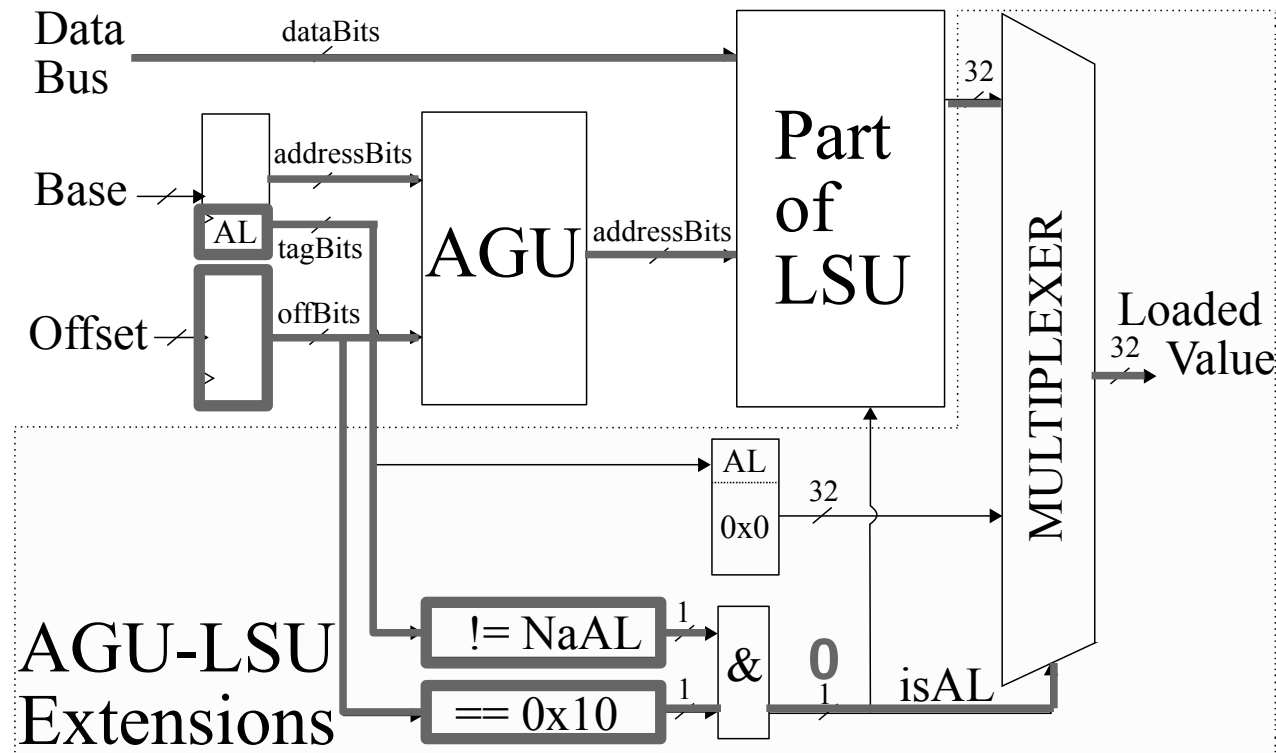 Data
Bus
dataBits
32
Part
of
LSU
Base
addressBits
AL
tagBits
AGU
addressBits
Offset
offBits
MULTIPLEXER
Loaded
Value
32
AL
0x0
32
!= NaAL
1
&
0
== 0x10
1
1
isAL
AGU-LSU
Extensions